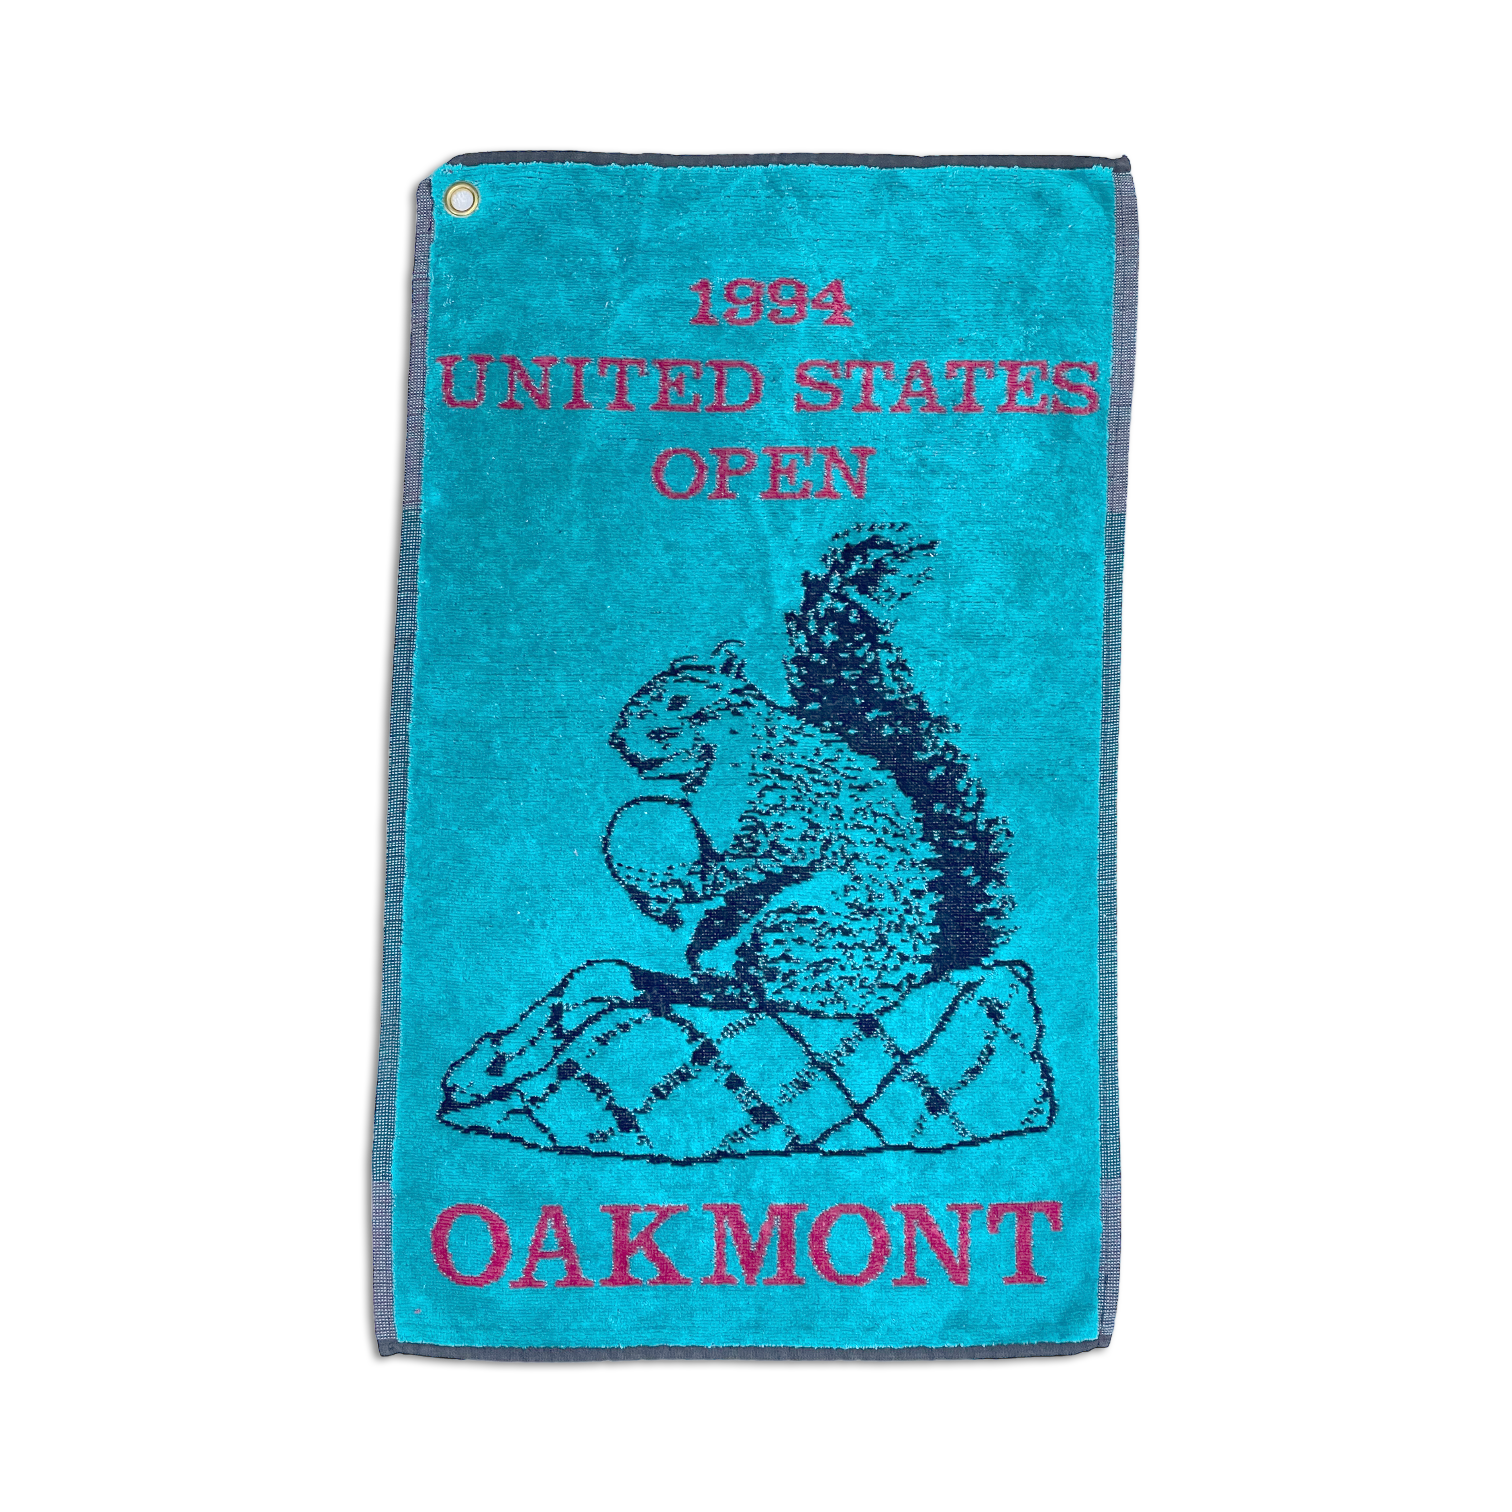 1994
UNITED STATES
OPEN
OAKMONT